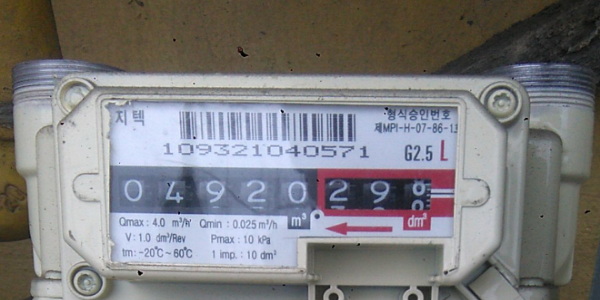 지텍
형식승인번호
제MPI-H-07-86-13
109321040571
G2.5 L
04920 29
m³ dm³
Qmax : 4.0 m³/h Qmin : 0.025 m³/h
V : 1.0 dm³/Rev Pmax : 10 kPa
tm : -20°C ~ 60°C 1 imp. : 10 dm³